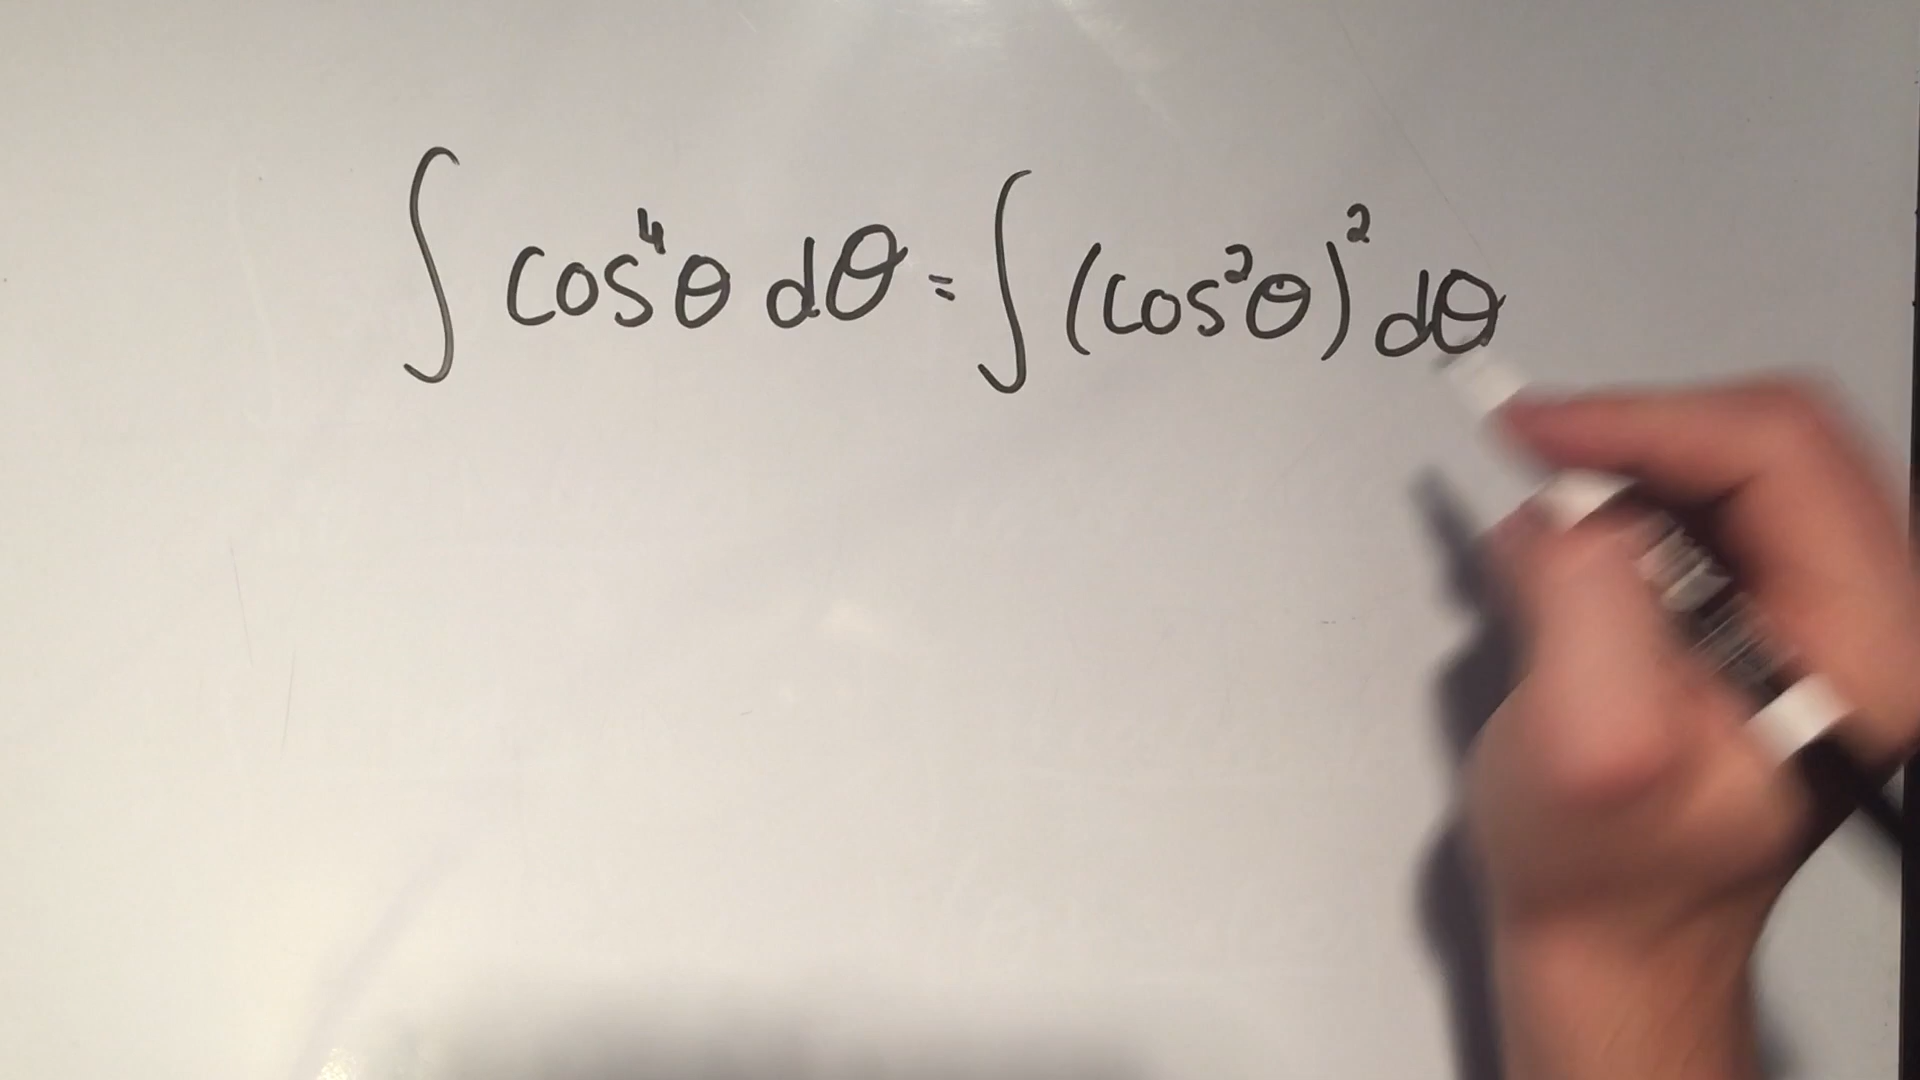 ∫ cos⁴θ dθ = ∫ (cos²θ)² dθ